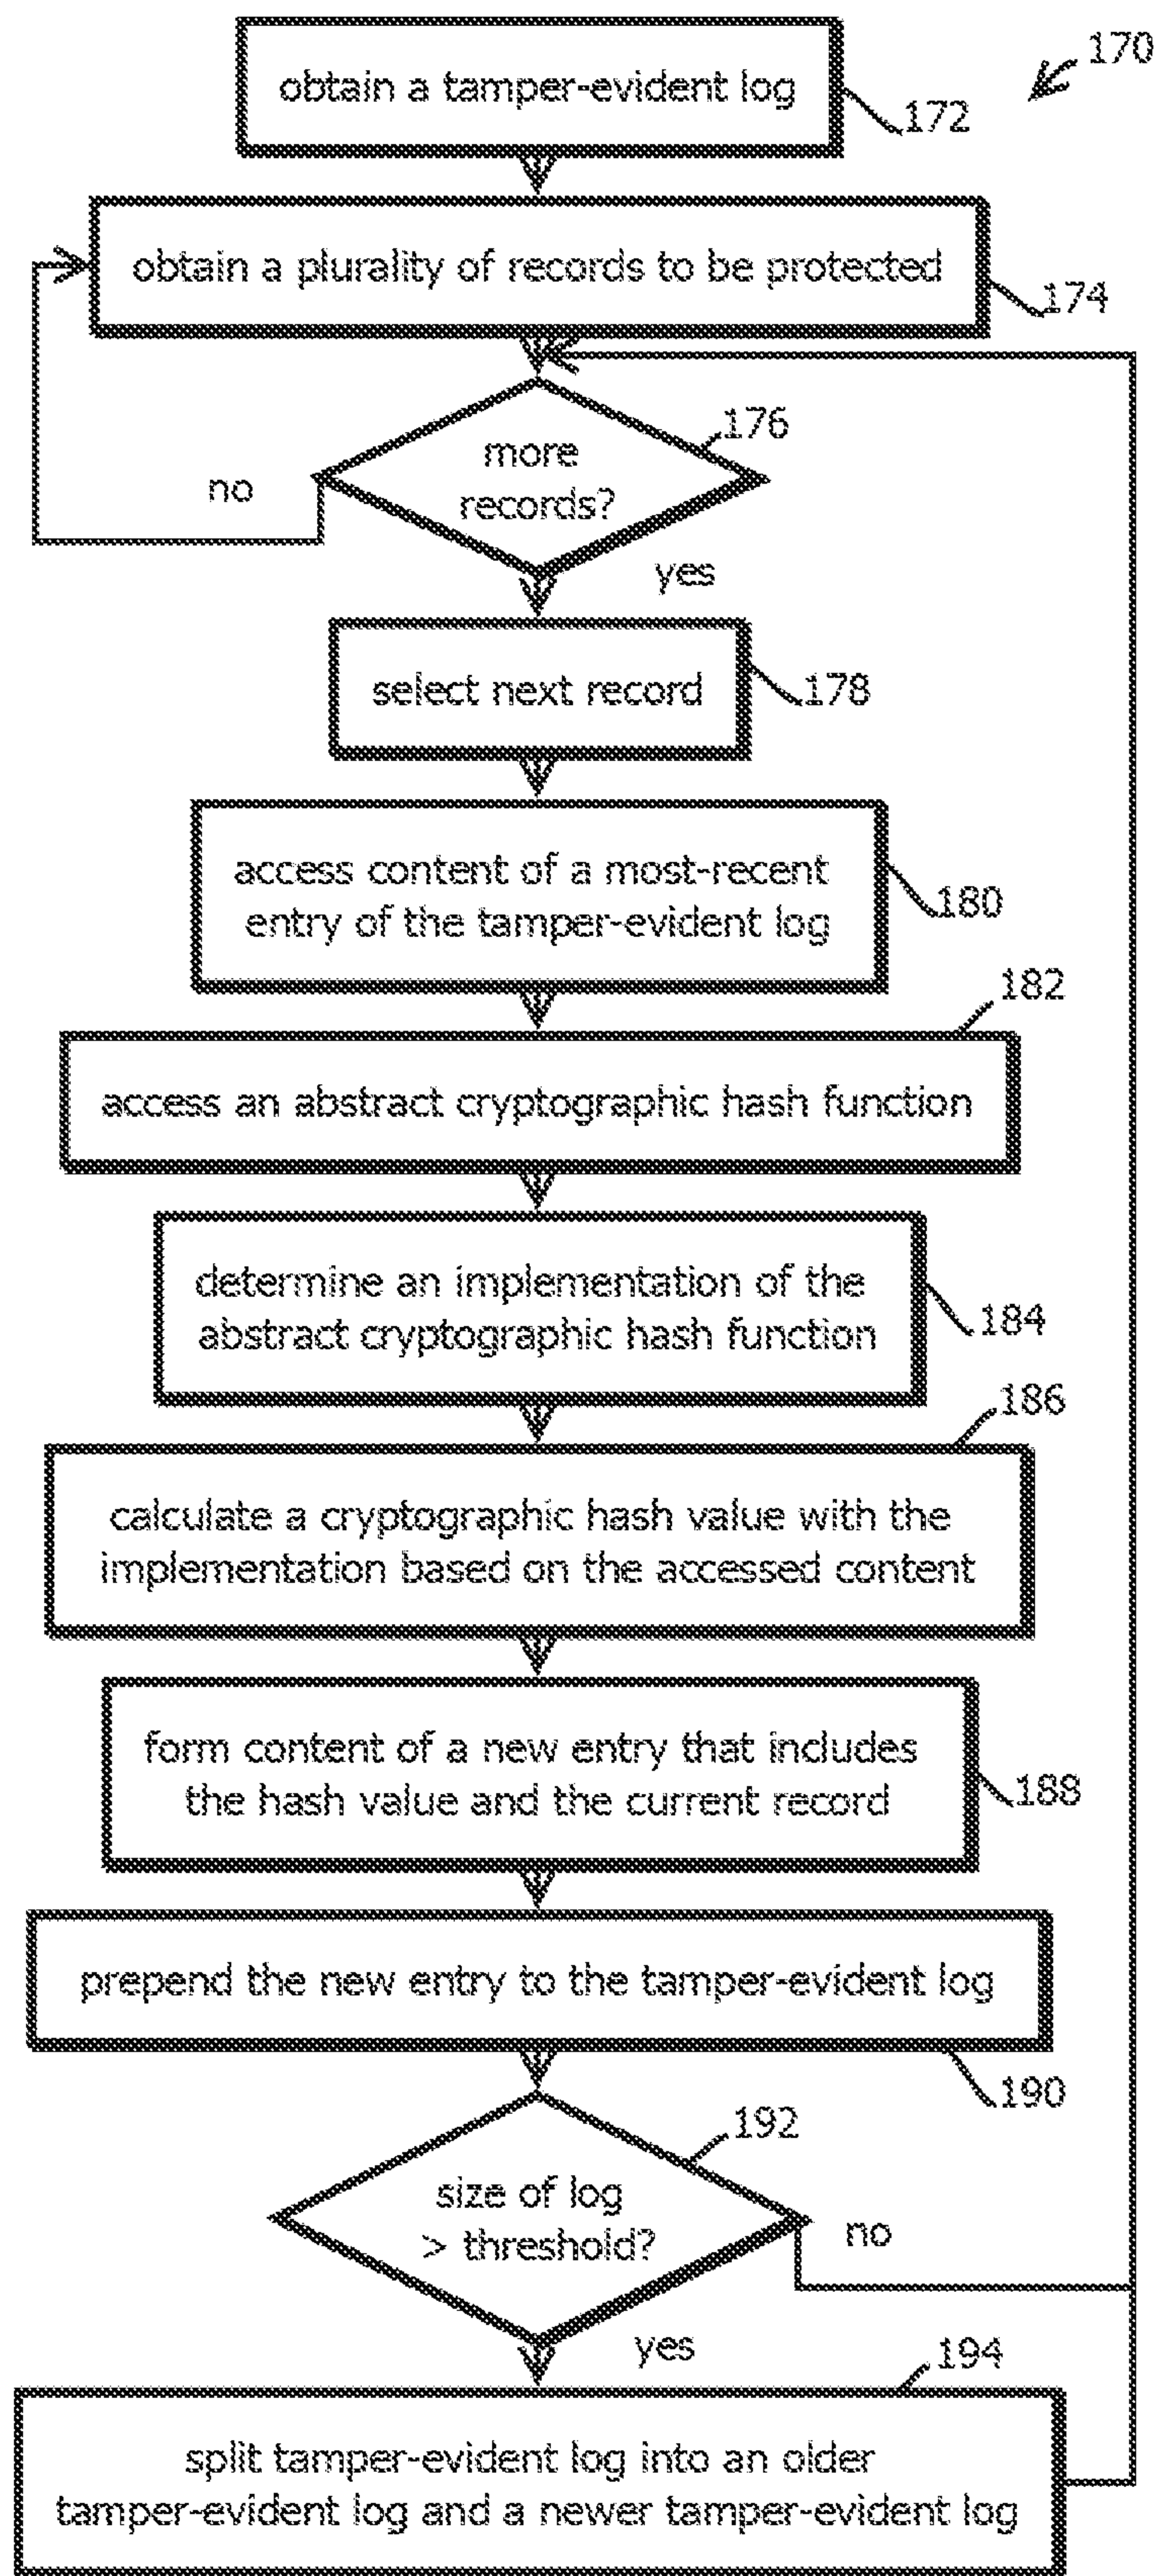 170
obtain a tamper-evident log
172
obtain a plurality of records to be protected
174
176
more
records?
no
yes
select next record
178
access content of a most-recent
entry of the tamper-evident log
180
182
access an abstract cryptographic hash function
determine an implementation of the
abstract cryptographic hash function
184
186
calculate a cryptographic hash value with the
implementation based on the accessed content
form content of a new entry that includes
the hash value and the current record
188
prepend the new entry to the tamper-evident log
190
192
size of log
> threshold?
no
yes
194
split tamper-evident log into an older
tamper-evident log and a newer tamper-evident log